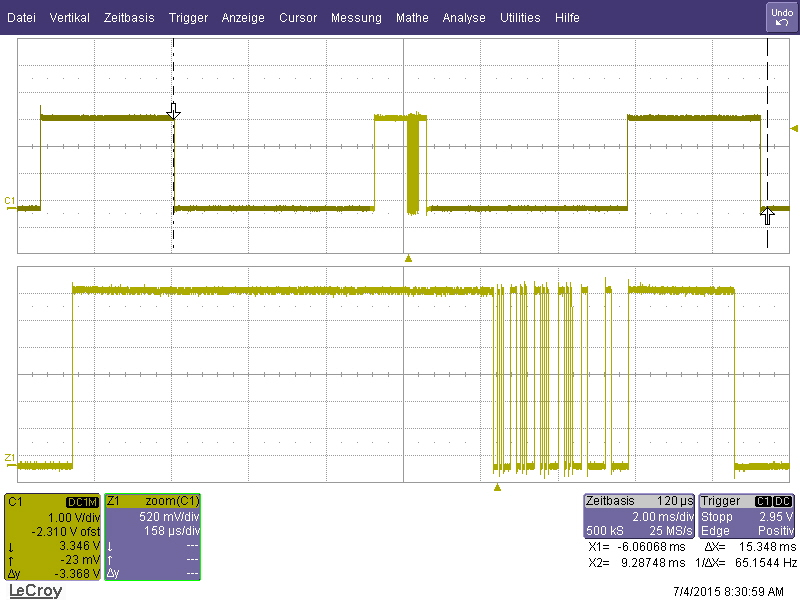 Datei Vertikal Zeitbasis Trigger Anzeige Cursor Messung Mathe Analyse Utilities Hilfe Undo
C1
Z1
C1 DC1M
1.00 V/div
-2.310 V ofst
↓ 3.346 V
↑ -23 mV
Δy -3.368 V
Z1 zoom(C1)
520 mV/div
158 µs/div
↓ ---
↑ ---
Δy ---
Zeitbasis 120 µs
2.00 ms/div
500 kS 25 MS/s
Trigger C1 DC
Stopp 2.95 V
Edge Positiv
X1= -6.06068 ms ΔX= 15.348 ms
X2= 9.28748 ms 1/ΔX= 65.1544 Hz
LeCroy
7/4/2015 8:30:59 AM